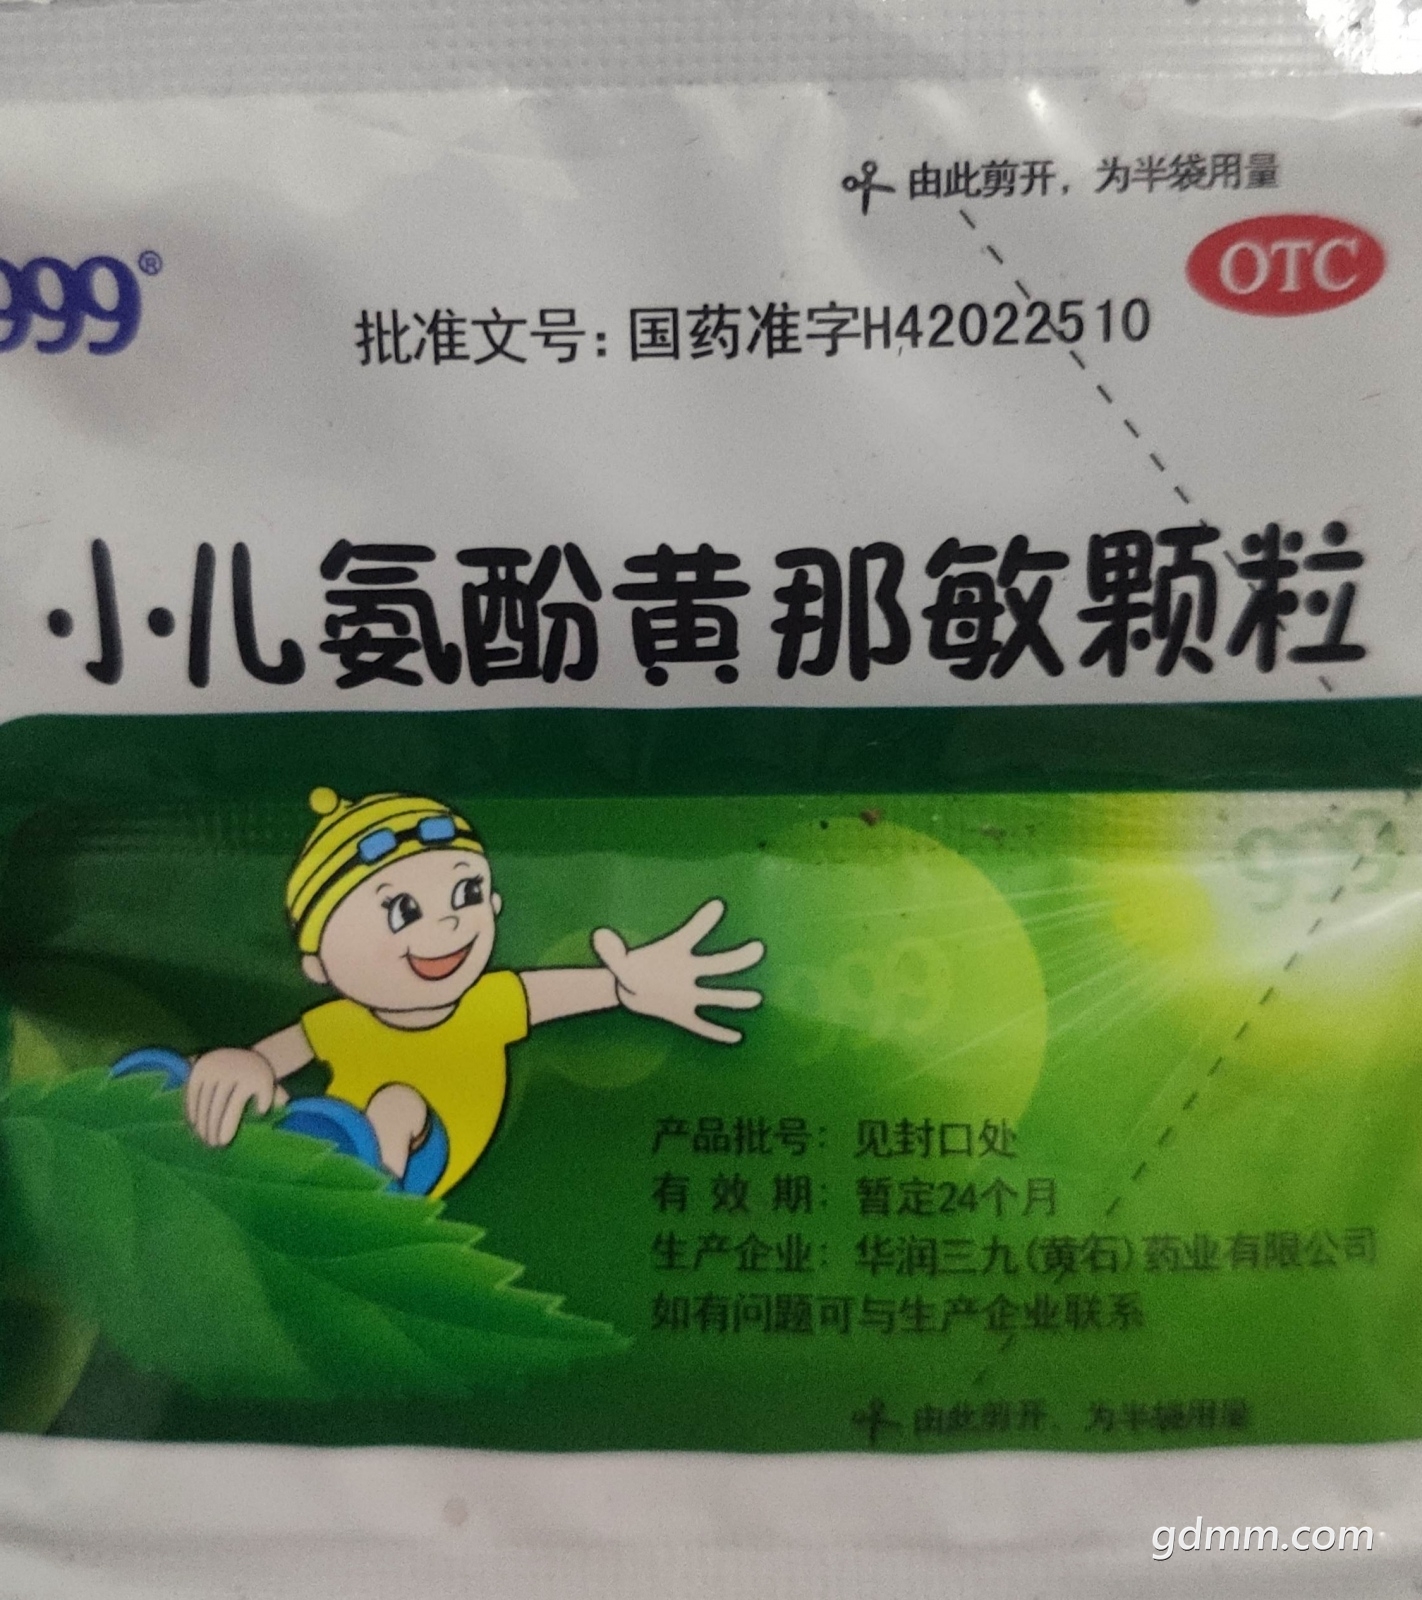 由此剪开，为半袋用量
OTC
999®
批准文号：国药准字H42022510
小儿氨酚黄那敏颗粒
999
999
产品批号：见封口处
有 效 期：暂定24个月
生产企业：华润三九(黄石)药业有限公司
如有问题可与生产企业联系
由此剪开、为半袋用量
gdmm.com